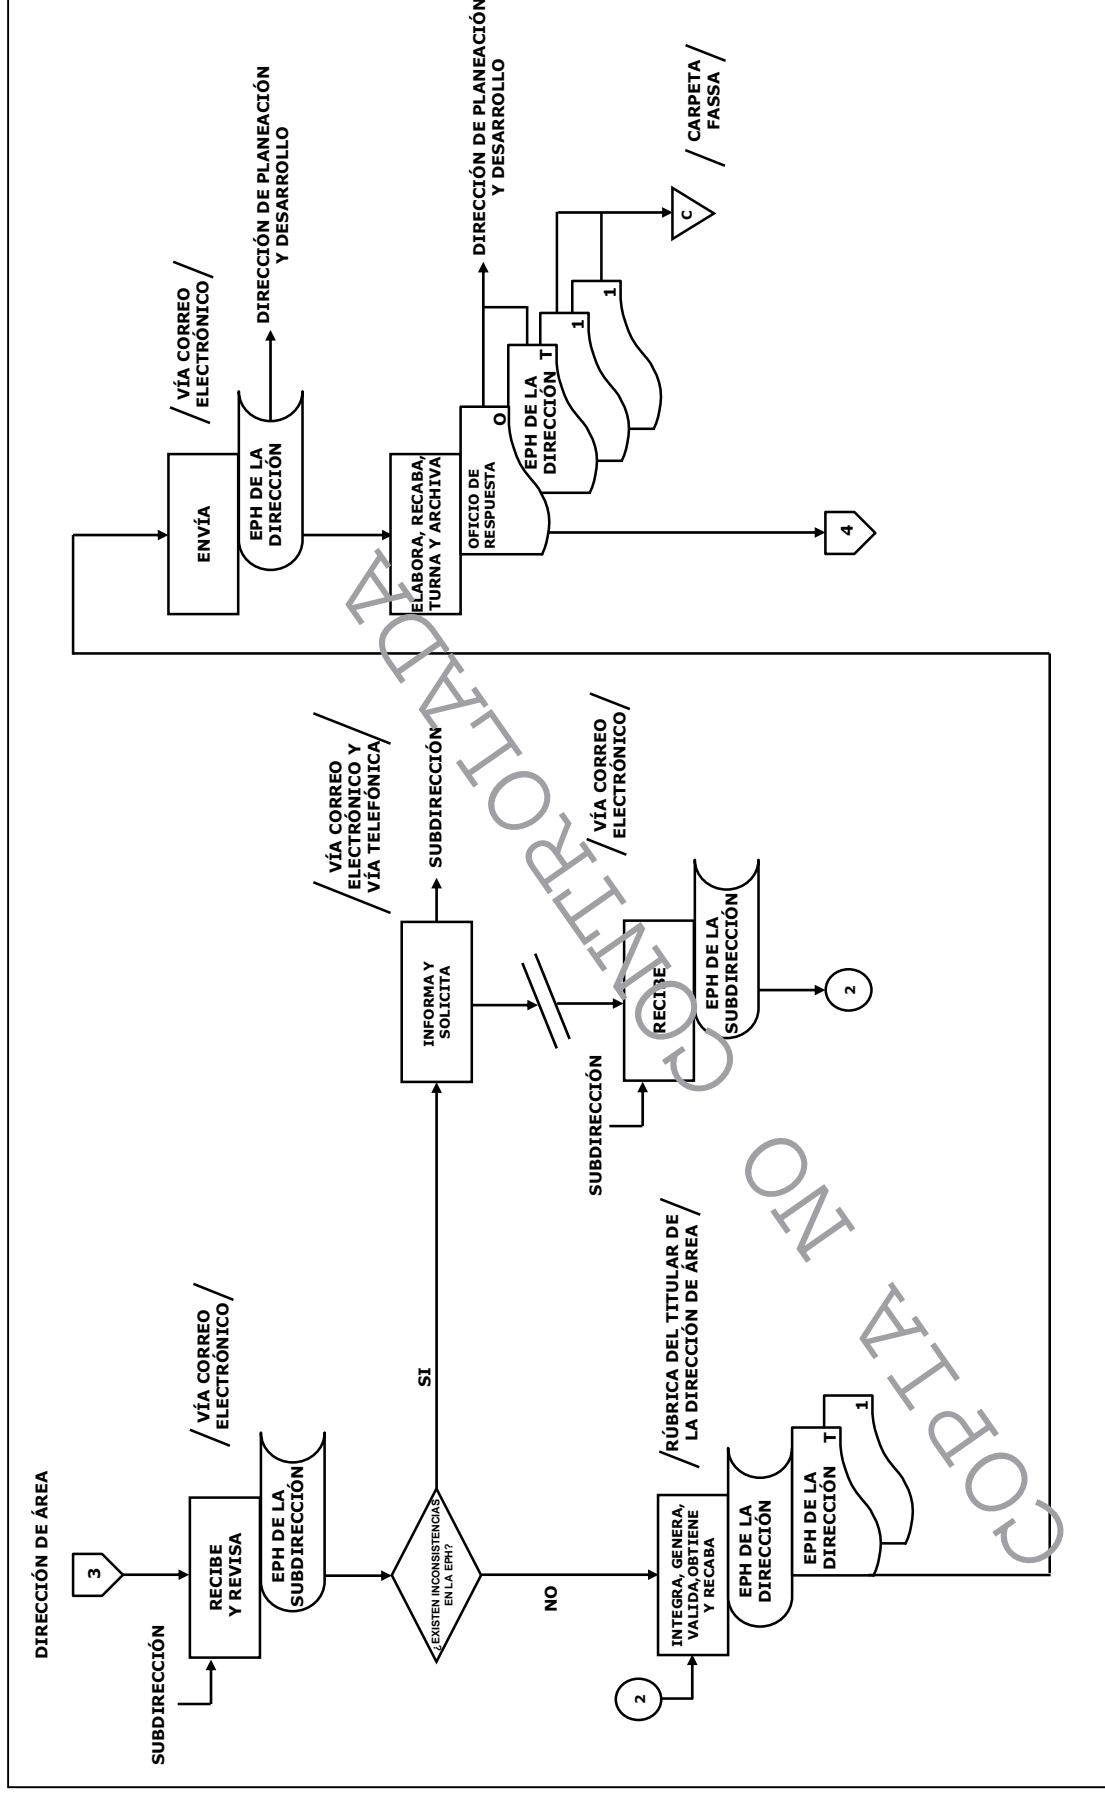 DIRECCIÓN DE ÁREA
3
SUBDIRECCIÓN
RECIBE
Y REVISA
VÍA CORREO
ELECTRÓNICO
EPH DE LA
SUBDIRECCIÓN
¿EXISTEN INCONSISTENCIAS
EN LA EPH?
SI
NO
INFORMA Y
SOLICITA
VÍA CORREO
ELECTRÓNICO Y
VÍA TELEFÓNICA
SUBDIRECCIÓN
SUBDIRECCIÓN
RECIBE
VÍA CORREO
ELECTRÓNICO
EPH DE LA
SUBDIRECCIÓN
2
2
INTEGRA, GENERA,
VALIDA,OBTIENE
Y RECABA
RÚBRICA DEL TITULAR DE
LA DIRECCIÓN DE ÁREA
EPH DE LA
DIRECCIÓN
EPH DE LA
DIRECCIÓN
T
1
ENVÍA
VÍA CORREO
ELECTRÓNICO
EPH DE LA
DIRECCIÓN
DIRECCIÓN DE PLANEACIÓN
Y DESARROLLO
ELABORA, RECABA,
TURNA Y ARCHIVA
OFICIO DE
RESPUESTA
O
EPH DE LA
DIRECCIÓN
T
1
1
DIRECCIÓN DE PLANEACIÓN
Y DESARROLLO
C
CARPETA
FASSA
4
COPIA NO CONTROLADA